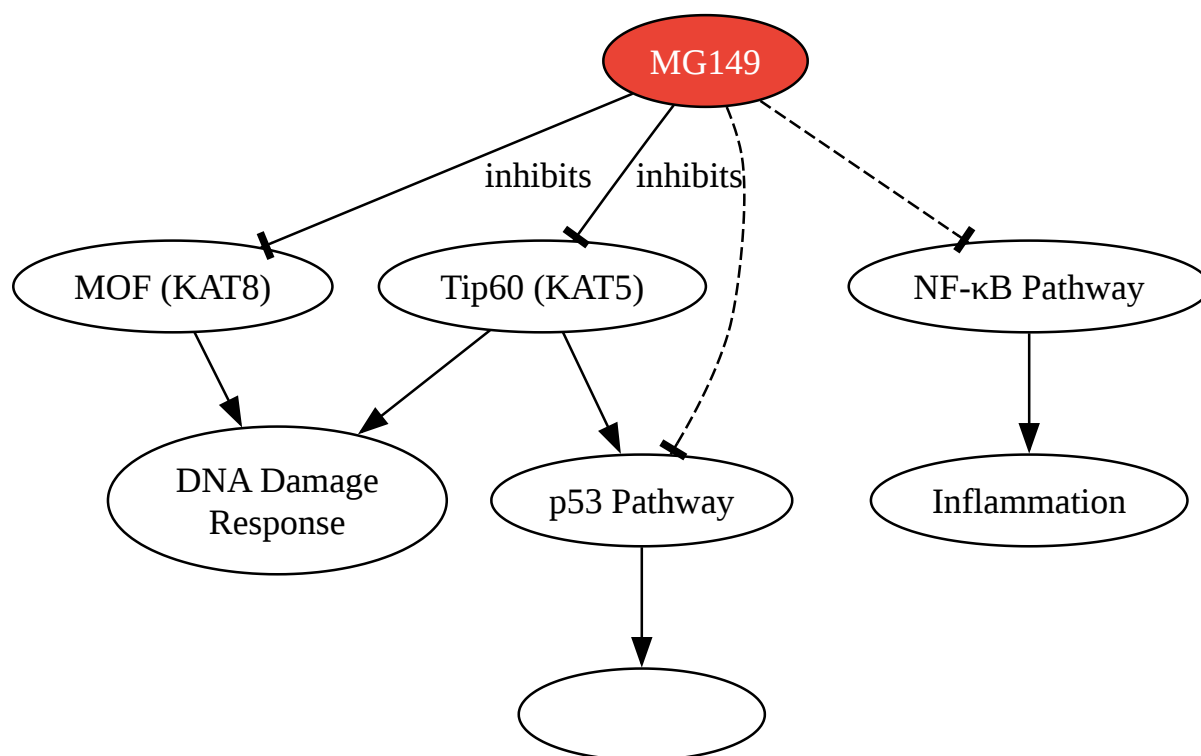 MG149
inhibits
inhibits
MOF (KAT8)
Tip60 (KAT5)
NF-κB Pathway
DNA Damage
Response
p53 Pathway
Inflammation